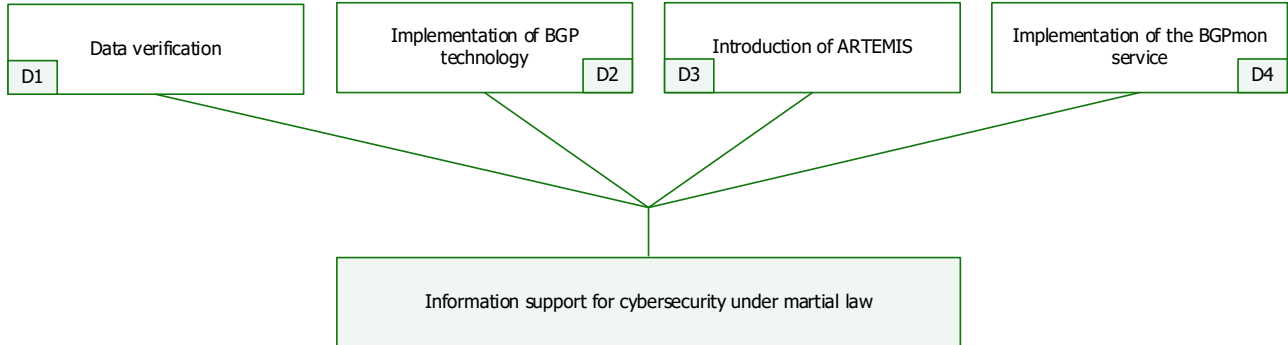 Data verification
D1
Implementation of BGP
technology
D2
Introduction of ARTEMIS
D3
Implementation of the BGPmon
service
D4
Information support for cybersecurity under martial law